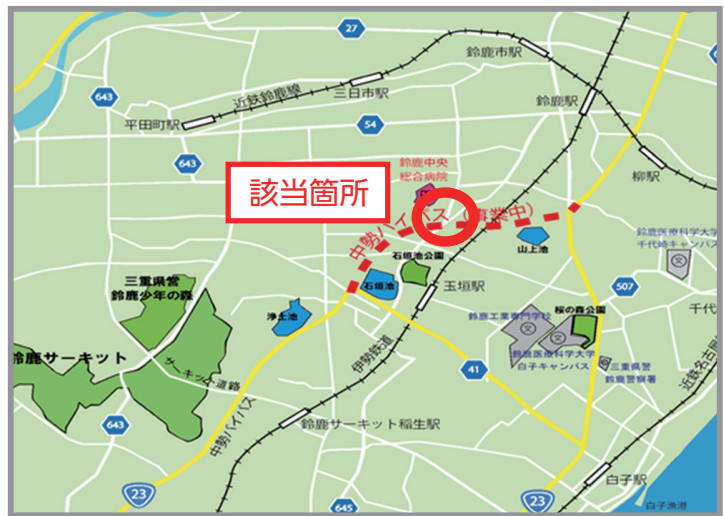 27
鈴鹿市駅
643
近鉄鈴鹿線
三日市駅
鈴鹿駅
平田町駅
54
643
鈴鹿中央
総合病院
柳駅
該当箇所
中勢バイパス(事業中)
鈴鹿医療科学大学
千代崎キャンパス
山上池
石垣池公園
三重県営
鈴鹿少年の森
石垣池
玉垣駅
507
浄土池
鈴鹿工業専門学校
桜の森公園
千代
鈴鹿サーキット
サーキット道路
伊勢鉄道
鈴鹿医療科学大学
白子キャンパス
41
三重県警
鈴鹿警察署
近鉄名古屋
643
中勢バイパス
鈴鹿サーキット稲生駅
白子駅
23
645
23
白子漁港